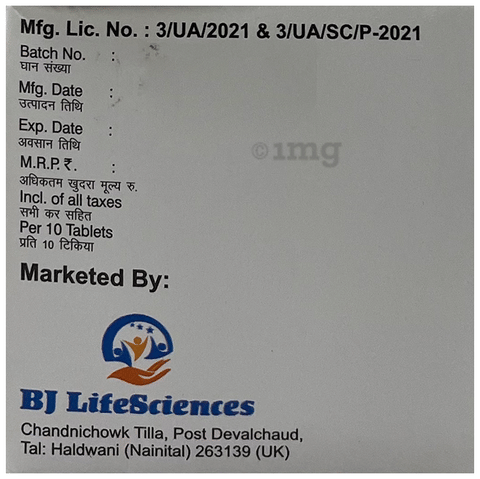 Mfg. Lic. No. : 3/UA/2021 & 3/UA/SC/P-2021
Batch No. :
घान संख्या
Mfg. Date :
उत्पादन तिथि
Exp. Date :
अवसान तिथि
M.R.P.₹. :
अधिकतम खुदरा मूल्य रु.
Incl. of all taxes
सभी कर सहित
Per 10 Tablets
प्रति 10 टिकिया
©1mg
Marketed By:
BJ LifeSciences
Chandnichowk Tilla, Post Devalchaud,
Tal: Haldwani (Nainital) 263139 (UK)